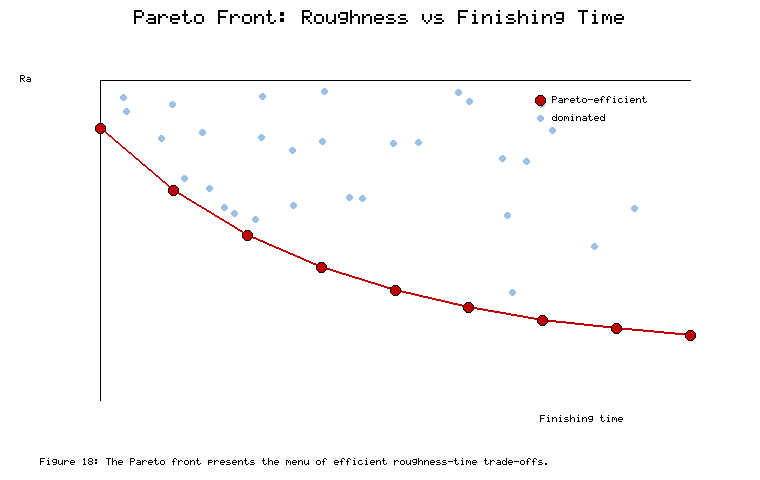 Pareto Front: Roughness vs Finishing Time
Ra
Pareto-efficient
dominated
Finishing time
Figure 18: The Pareto front presents the menu of efficient roughness-time trade-offs.